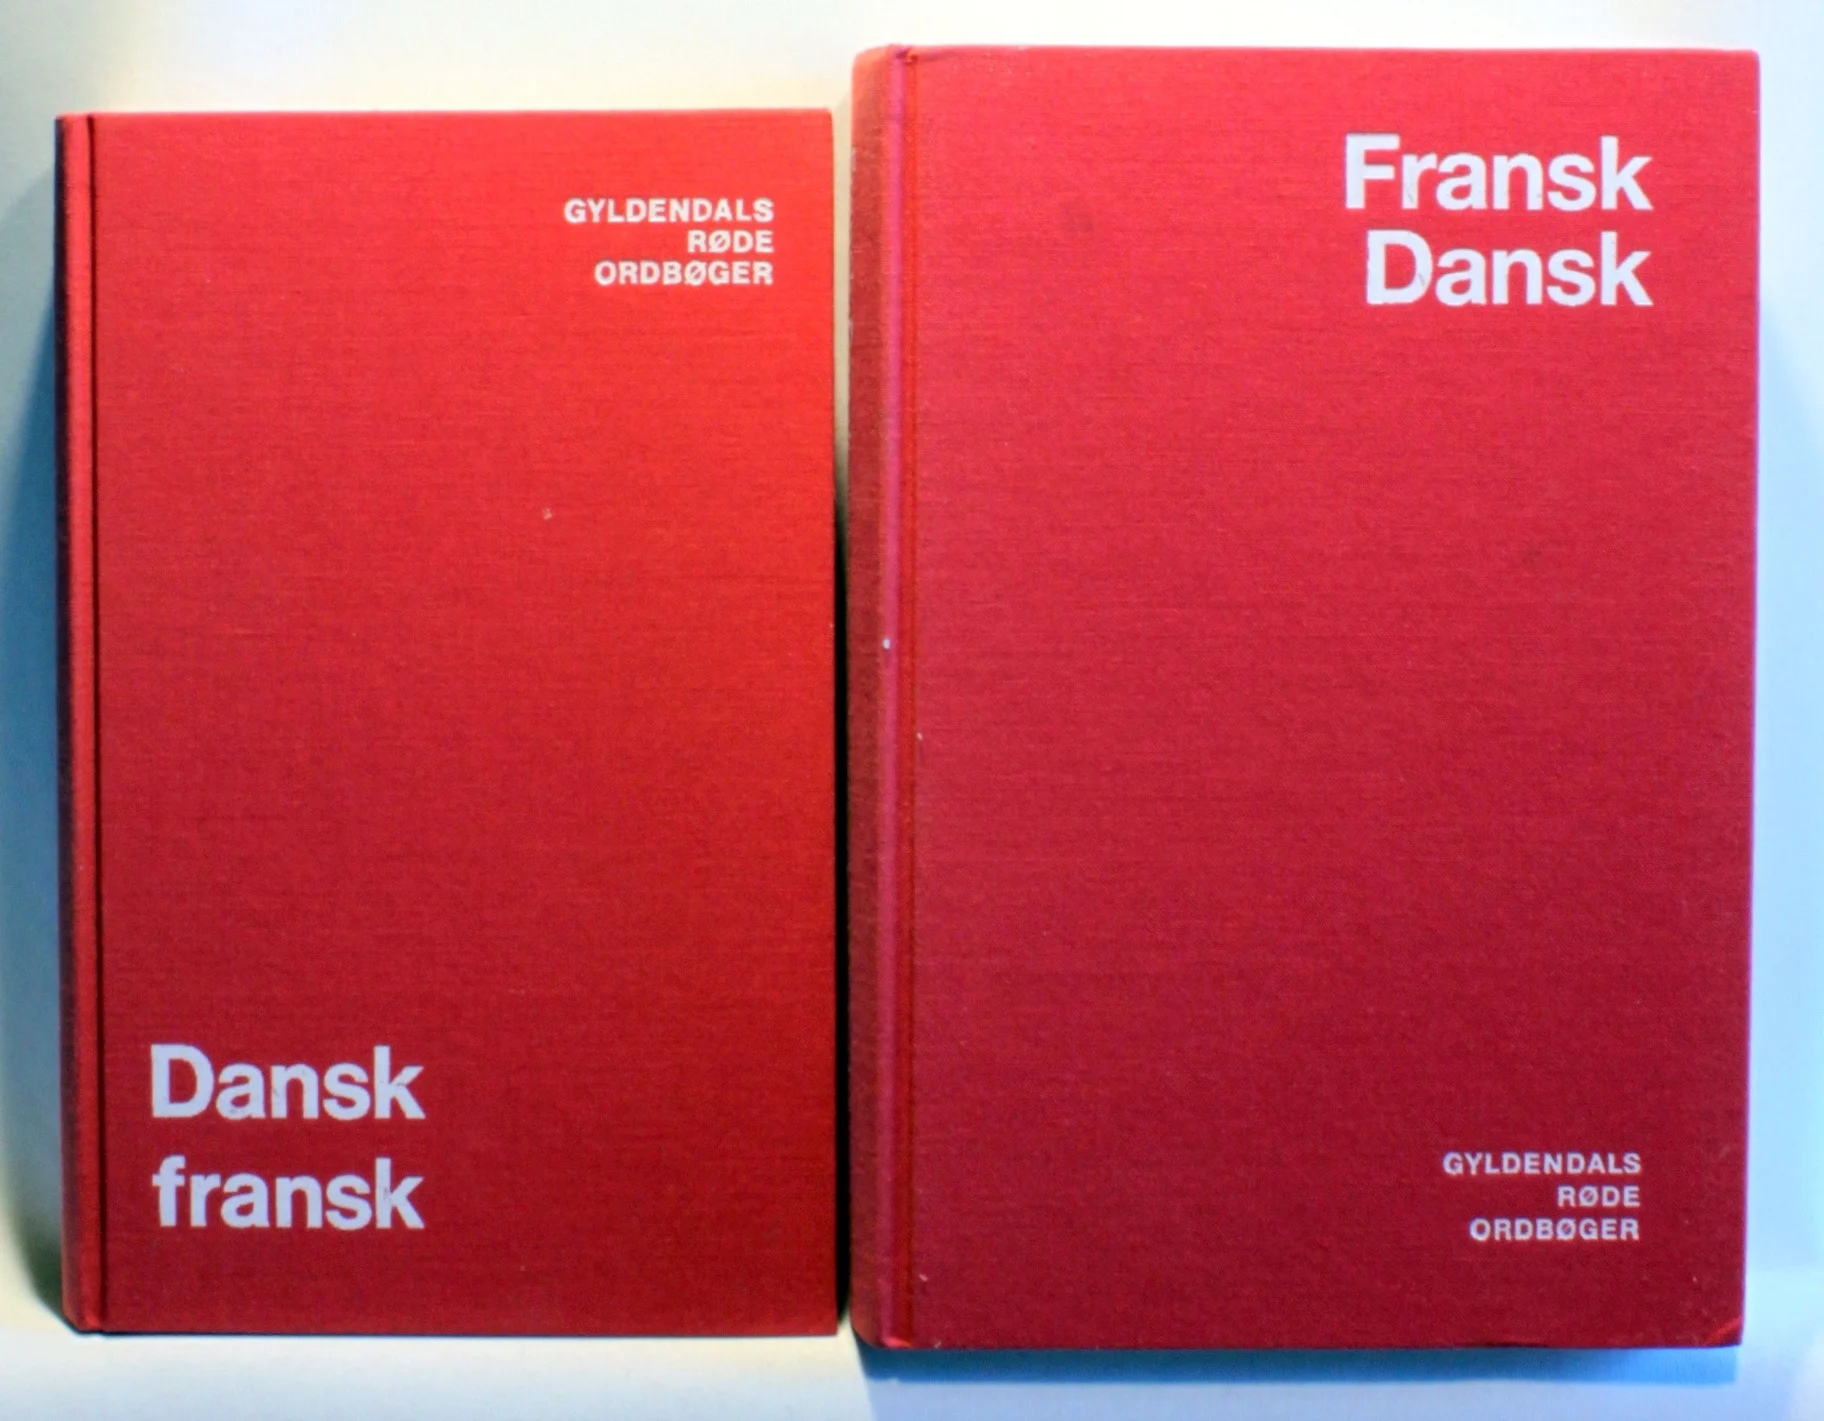 GYLDENDALS
RØDE
ORDBØGER
Dansk
fransk
Fransk
Dansk
GYLDENDALS
RØDE
ORDBØGER